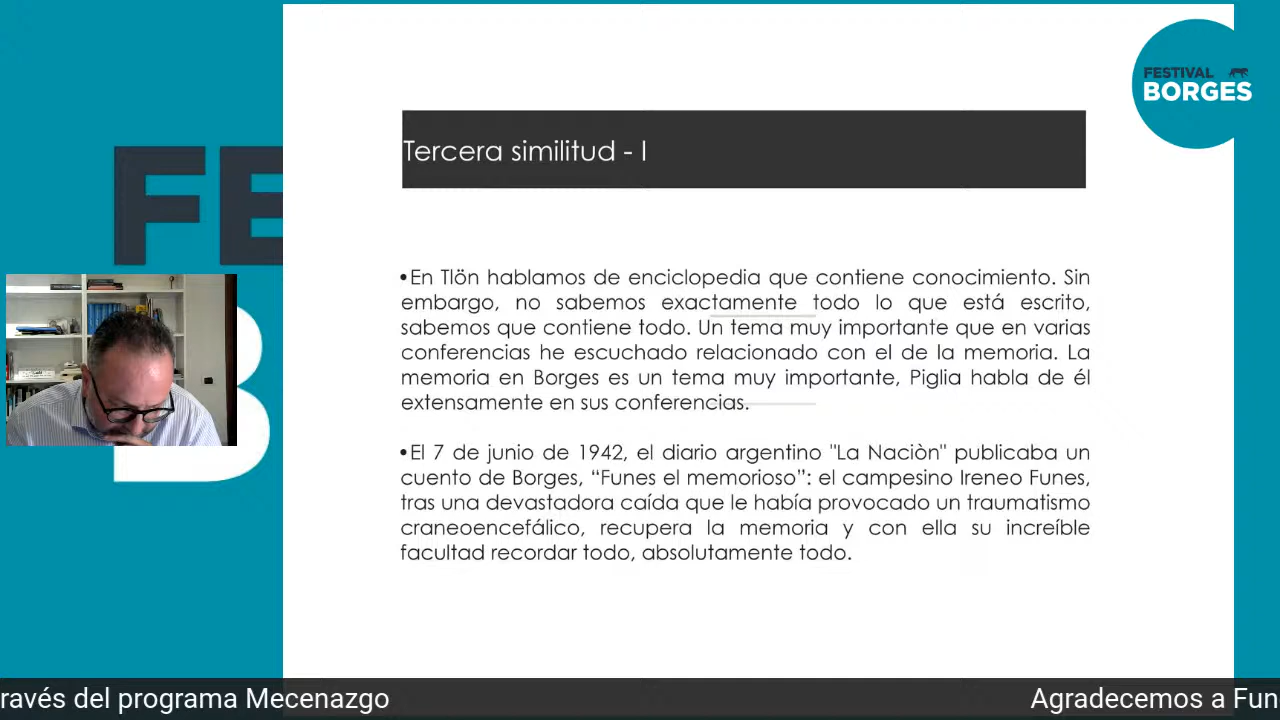 FESTIVAL
BORGES
FE
B
Tercera similitud - I
•En Tlön hablamos de enciclopedia que contiene conocimiento. Sin
embargo, no sabemos exactamente todo lo que está escrito,
sabemos que contiene todo. Un tema muy importante que en varias
conferencias he escuchado relacionado con el de la memoria. La
memoria en Borges es un tema muy importante, Piglia habla de él
extensamente en sus conferencias.
•El 7 de junio de 1942, el diario argentino "La Naciòn" publicaba un
cuento de Borges, “Funes el memorioso”: el campesino Ireneo Funes,
tras una devastadora caída que le había provocado un traumatismo
craneoencefálico, recupera la memoria y con ella su increíble
facultad recordar todo, absolutamente todo.
ravés del programa Mecenazgo
Agradecemos a Fun